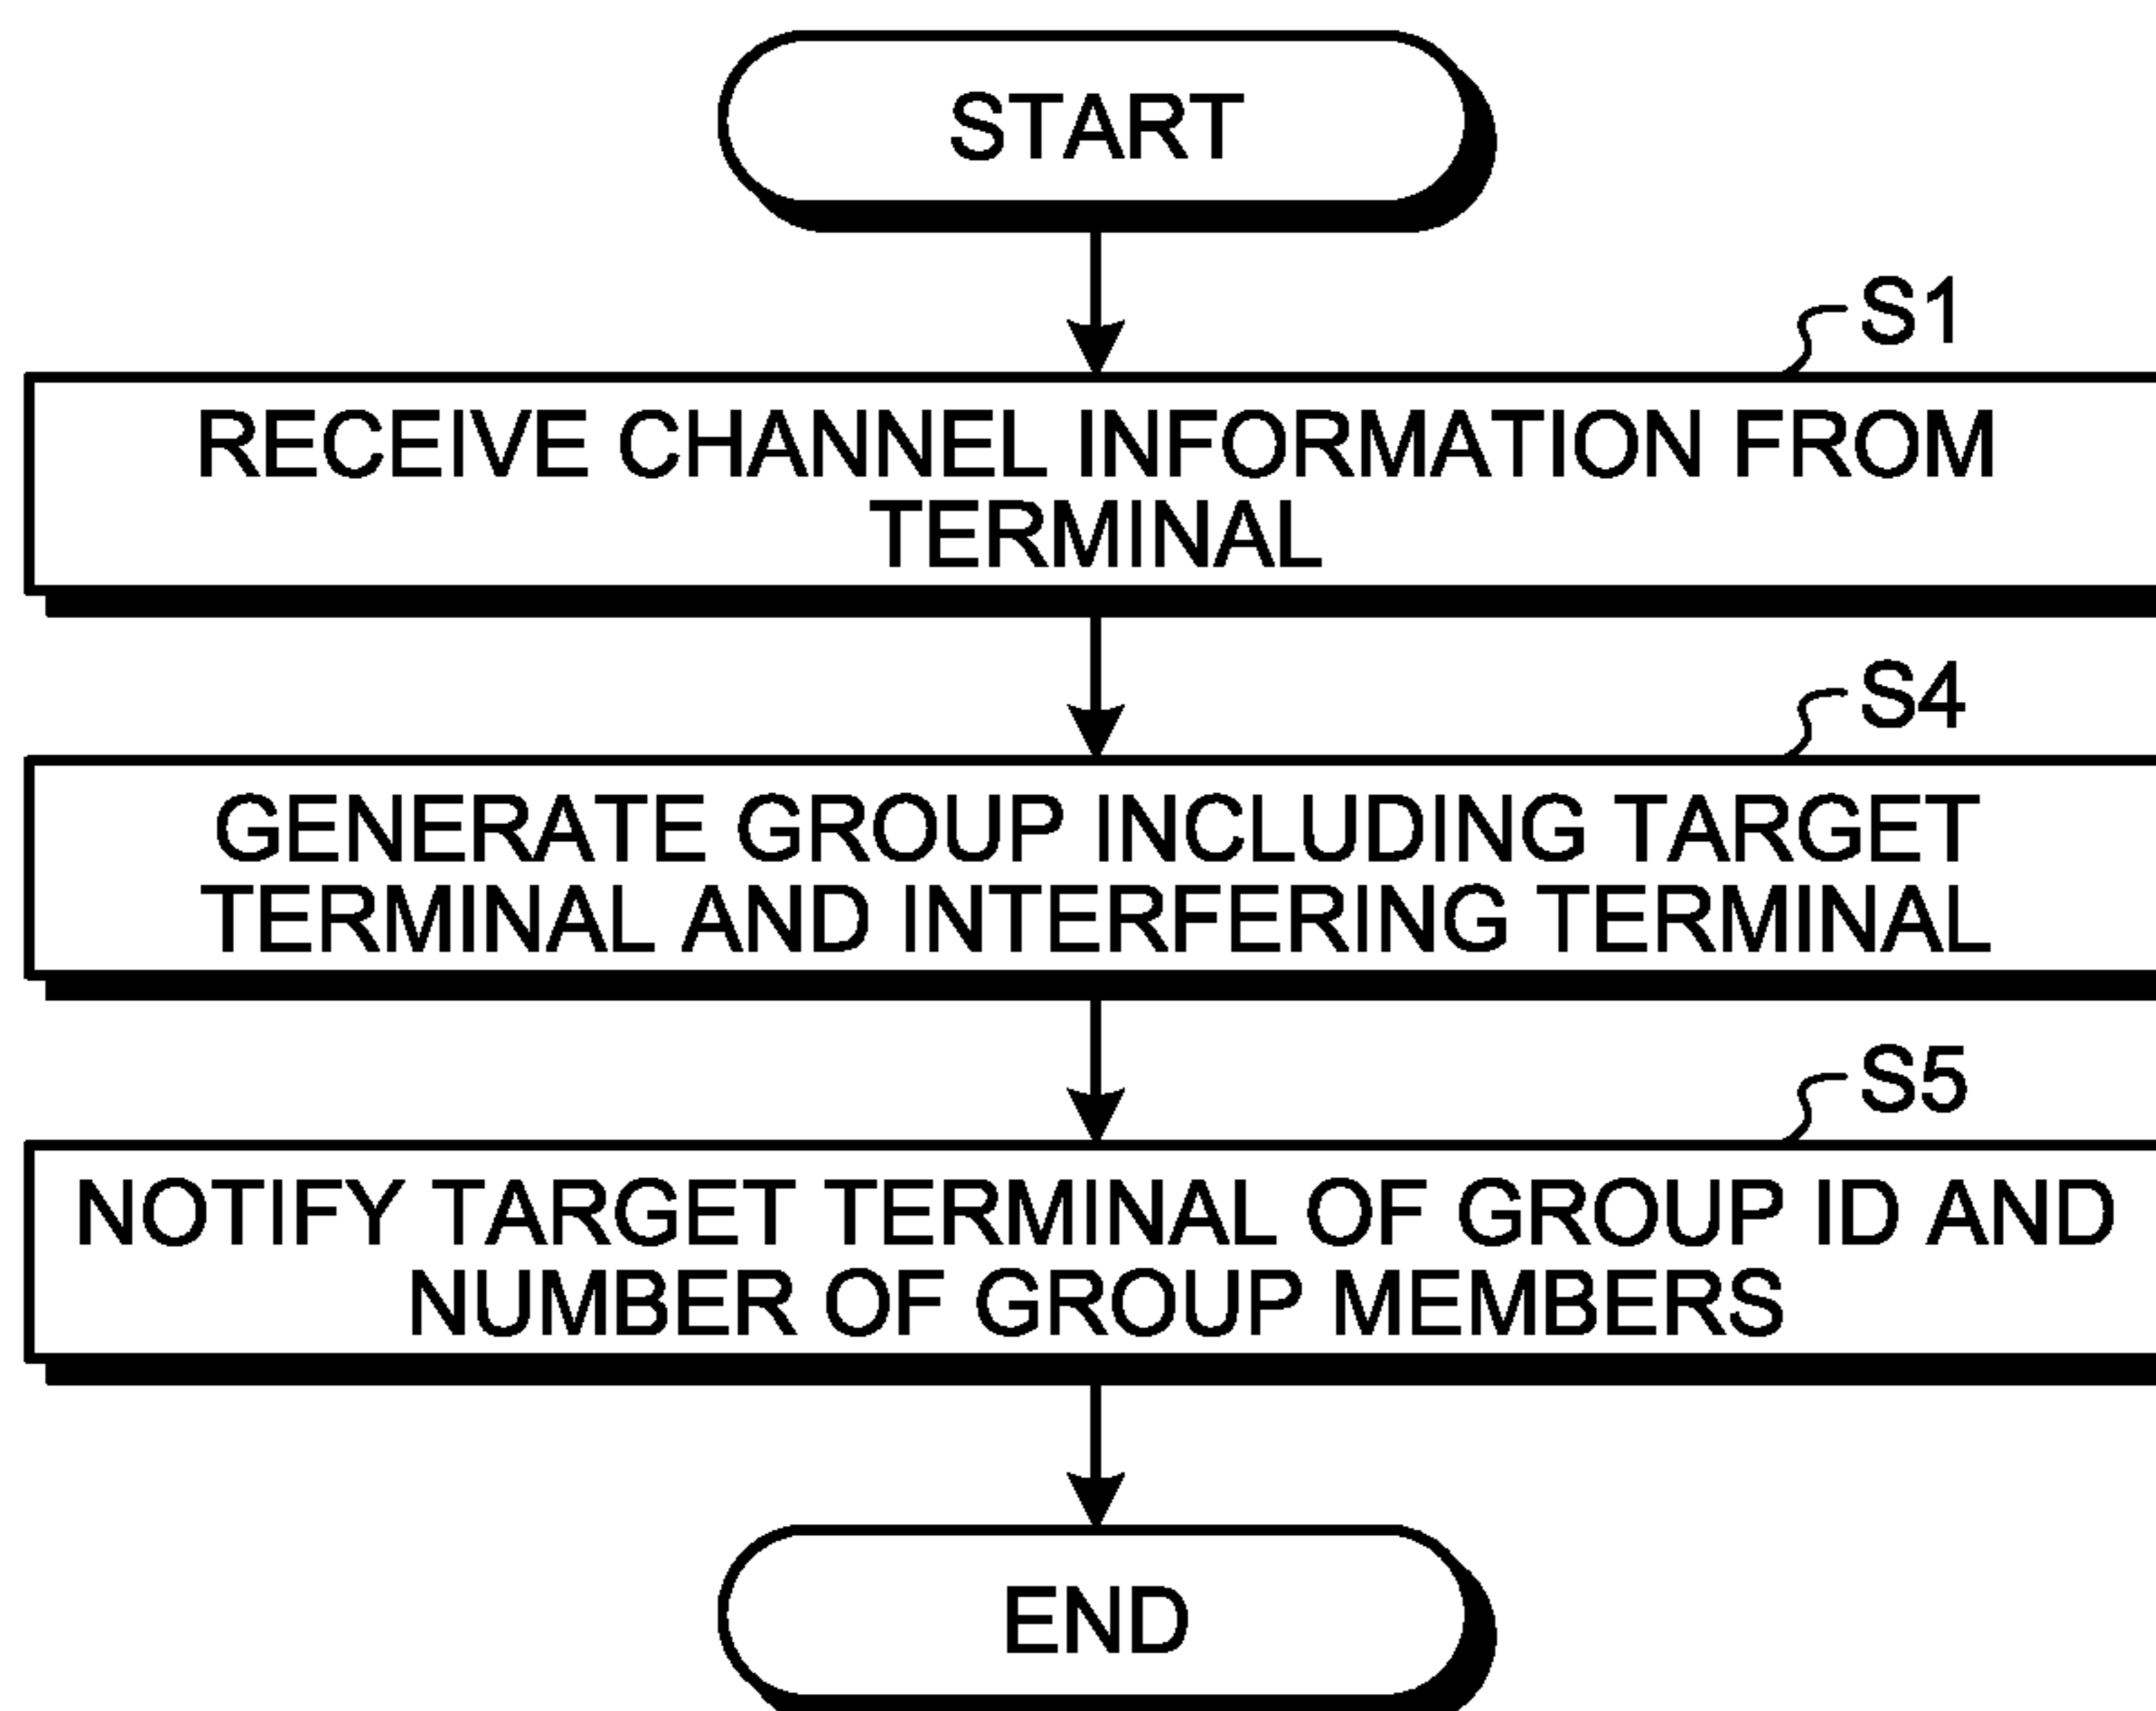 START
S1
RECEIVE CHANNEL INFORMATION FROM
TERMINAL
S4
GENERATE GROUP INCLUDING TARGET
TERMINAL AND INTERFERING TERMINAL
S5
NOTIFY TARGET TERMINAL OF GROUP ID AND
NUMBER OF GROUP MEMBERS
END